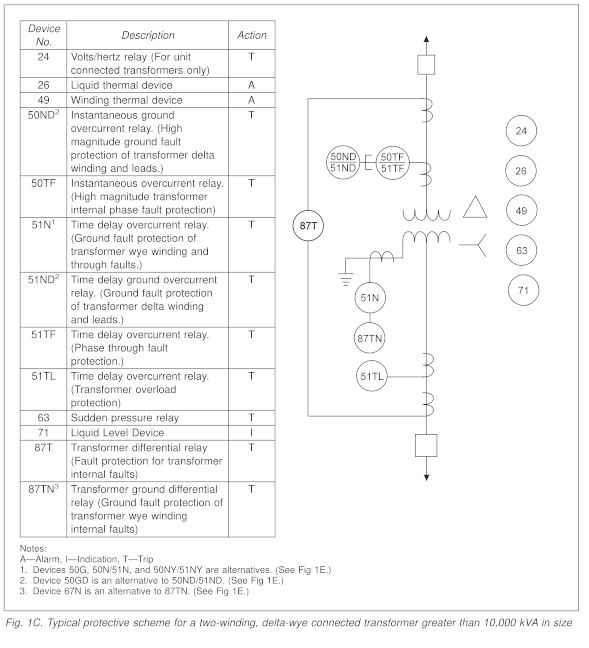 Device No. Description Action
24 Volts/hertz relay (For unit T
connected transformers only)
26 Liquid thermal device A
49 Winding thermal device A
50ND² Instantaneous ground T
overcurrent relay. (High
magnitude ground fault
protection of transformer delta
winding and leads.)
50TF Instantaneous overcurrent relay. T
(High magnitude transformer
internal phase fault protection)
51N¹ Time delay overcurrent relay. T
(Ground fault protection of
transformer wye winding and
through faults.)
51ND² Time delay ground overcurrent T
relay. (Ground fault protection
of transformer delta winding
and leads.)
51TF Time delay overcurrent relay. T
(Phase through fault
protection.)
51TL Time delay overcurrent relay. T
(Transformer overload
protection)
63 Sudden pressure relay T
71 Liquid Level Device I
87T Transformer differential relay T
(Fault protection for transformer
internal faults)
87TN³ Transformer ground differential T
relay (Ground fault protection of
transformer wye winding
internal faults)
50ND
51ND
50TF
51TF
87T
51N
87TN
51TL
24
26
49
63
71
Notes:
A—Alarm, I—Indication, T—Trip
1. Devices 50G, 50N/51N, and 50NY/51NY are alternatives. (See Fig 1E.)
2. Device 50GD is an alternative to 50ND/51ND. (See Fig 1E.)
3. Device 67N is an alternative to 87TN. (See Fig 1E.)
Fig. 1C. Typical protective scheme for a two-winding, delta-wye connected transformer greater than 10,000 kVA in size